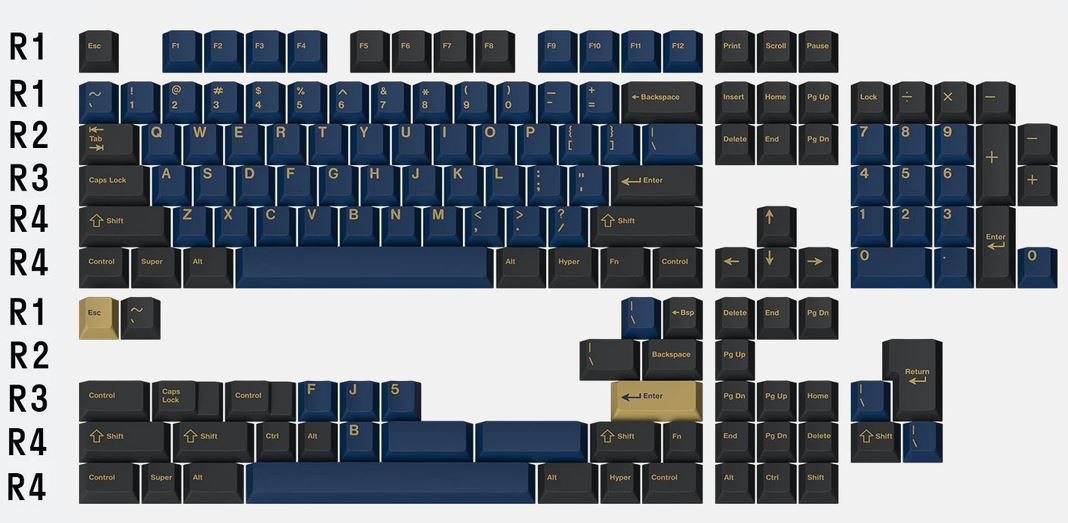 R1 Esc F1 F2 F3 F4 F5 F6 F7 F8 F9 F10 F11 F12 Print Scroll Pause
R1 ~ ` ! 1 @ 2 # 3 $ 4 % 5 ^ 6 & 7 * 8 ( 9 ) 0 _ - + = ← Backspace Insert Home Pg Up Lock ÷ × −
R2 Tab Q W E R T Y U I O P { [ } ] | \ Delete End Pg Dn 7 8 9 + −
R3 Caps Lock A S D F G H J K L : ; " ' Enter 4 5 6 +
R4 Shift Z X C V B N M < , > . ? / Shift ↑ 1 2 3 Enter
R4 Control Super Alt Alt Hyper Fn Control ← ↓ → 0 . 0
R1 Esc ~ ` | \ ← Bsp Delete End Pg Dn
R2 | \ Backspace Pg Up Return
R3 Control Caps Lock Control F J 5 Enter Pg Dn Pg Up Home | \
R4 Shift Shift Ctrl Alt B Shift Fn End Pg Dn Delete Shift | \
R4 Control Super Alt Alt Hyper Control Alt Ctrl Shift